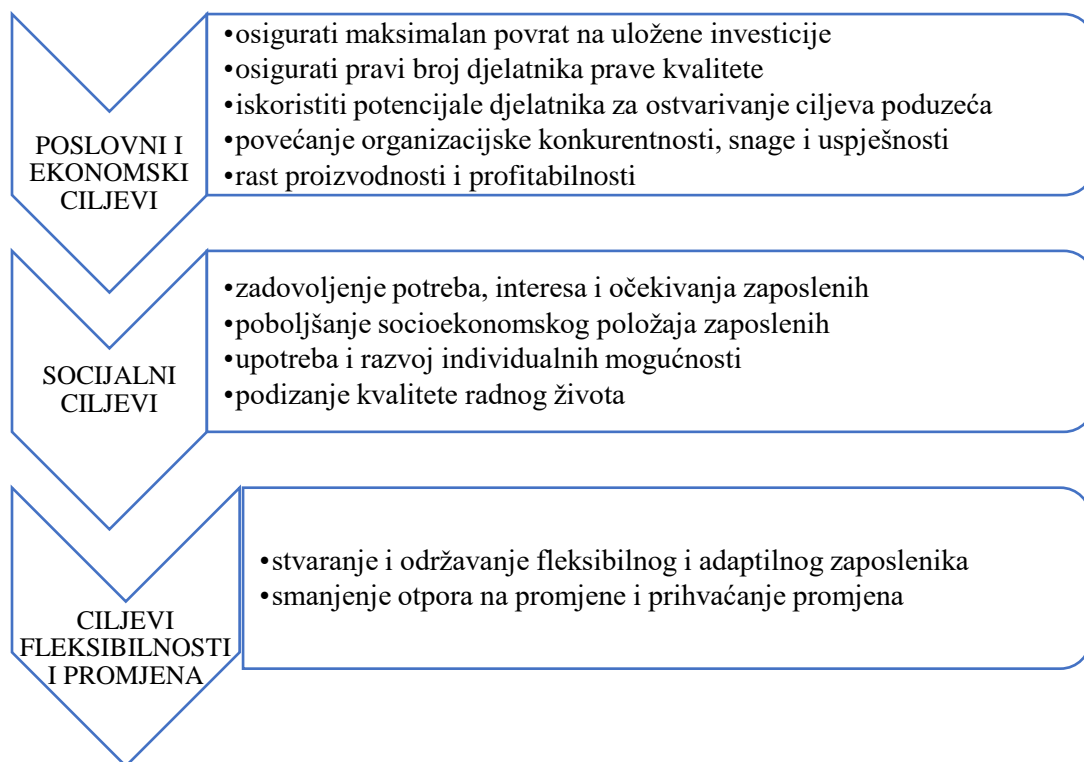 •osigurati maksimalan povrat na uložene investicije
•osigurati pravi broj djelatnika prave kvalitete
•iskoristiti potencijale djelatnika za ostvarivanje ciljeva poduzeća
•povećanje organizacijske konkurentnosti, snage i uspješnosti
•rast proizvodnosti i profitabilnosti
POSLOVNI I
EKONOMSKI
CILJEVI
•zadovoljenje potreba, interesa i očekivanja zaposlenih
•poboljšanje socioekonomskog položaja zaposlenih
•upotreba i razvoj individualnih mogućnosti
•podizanje kvalitete radnog života
SOCIJALNI
CILJEVI
•stvaranje i održavanje fleksibilnog i adaptilnog zaposlenika
•smanjenje otpora na promjene i prihvaćanje promjena
CILJEVI
FLEKSIBILNOSTI
I PROMJENA